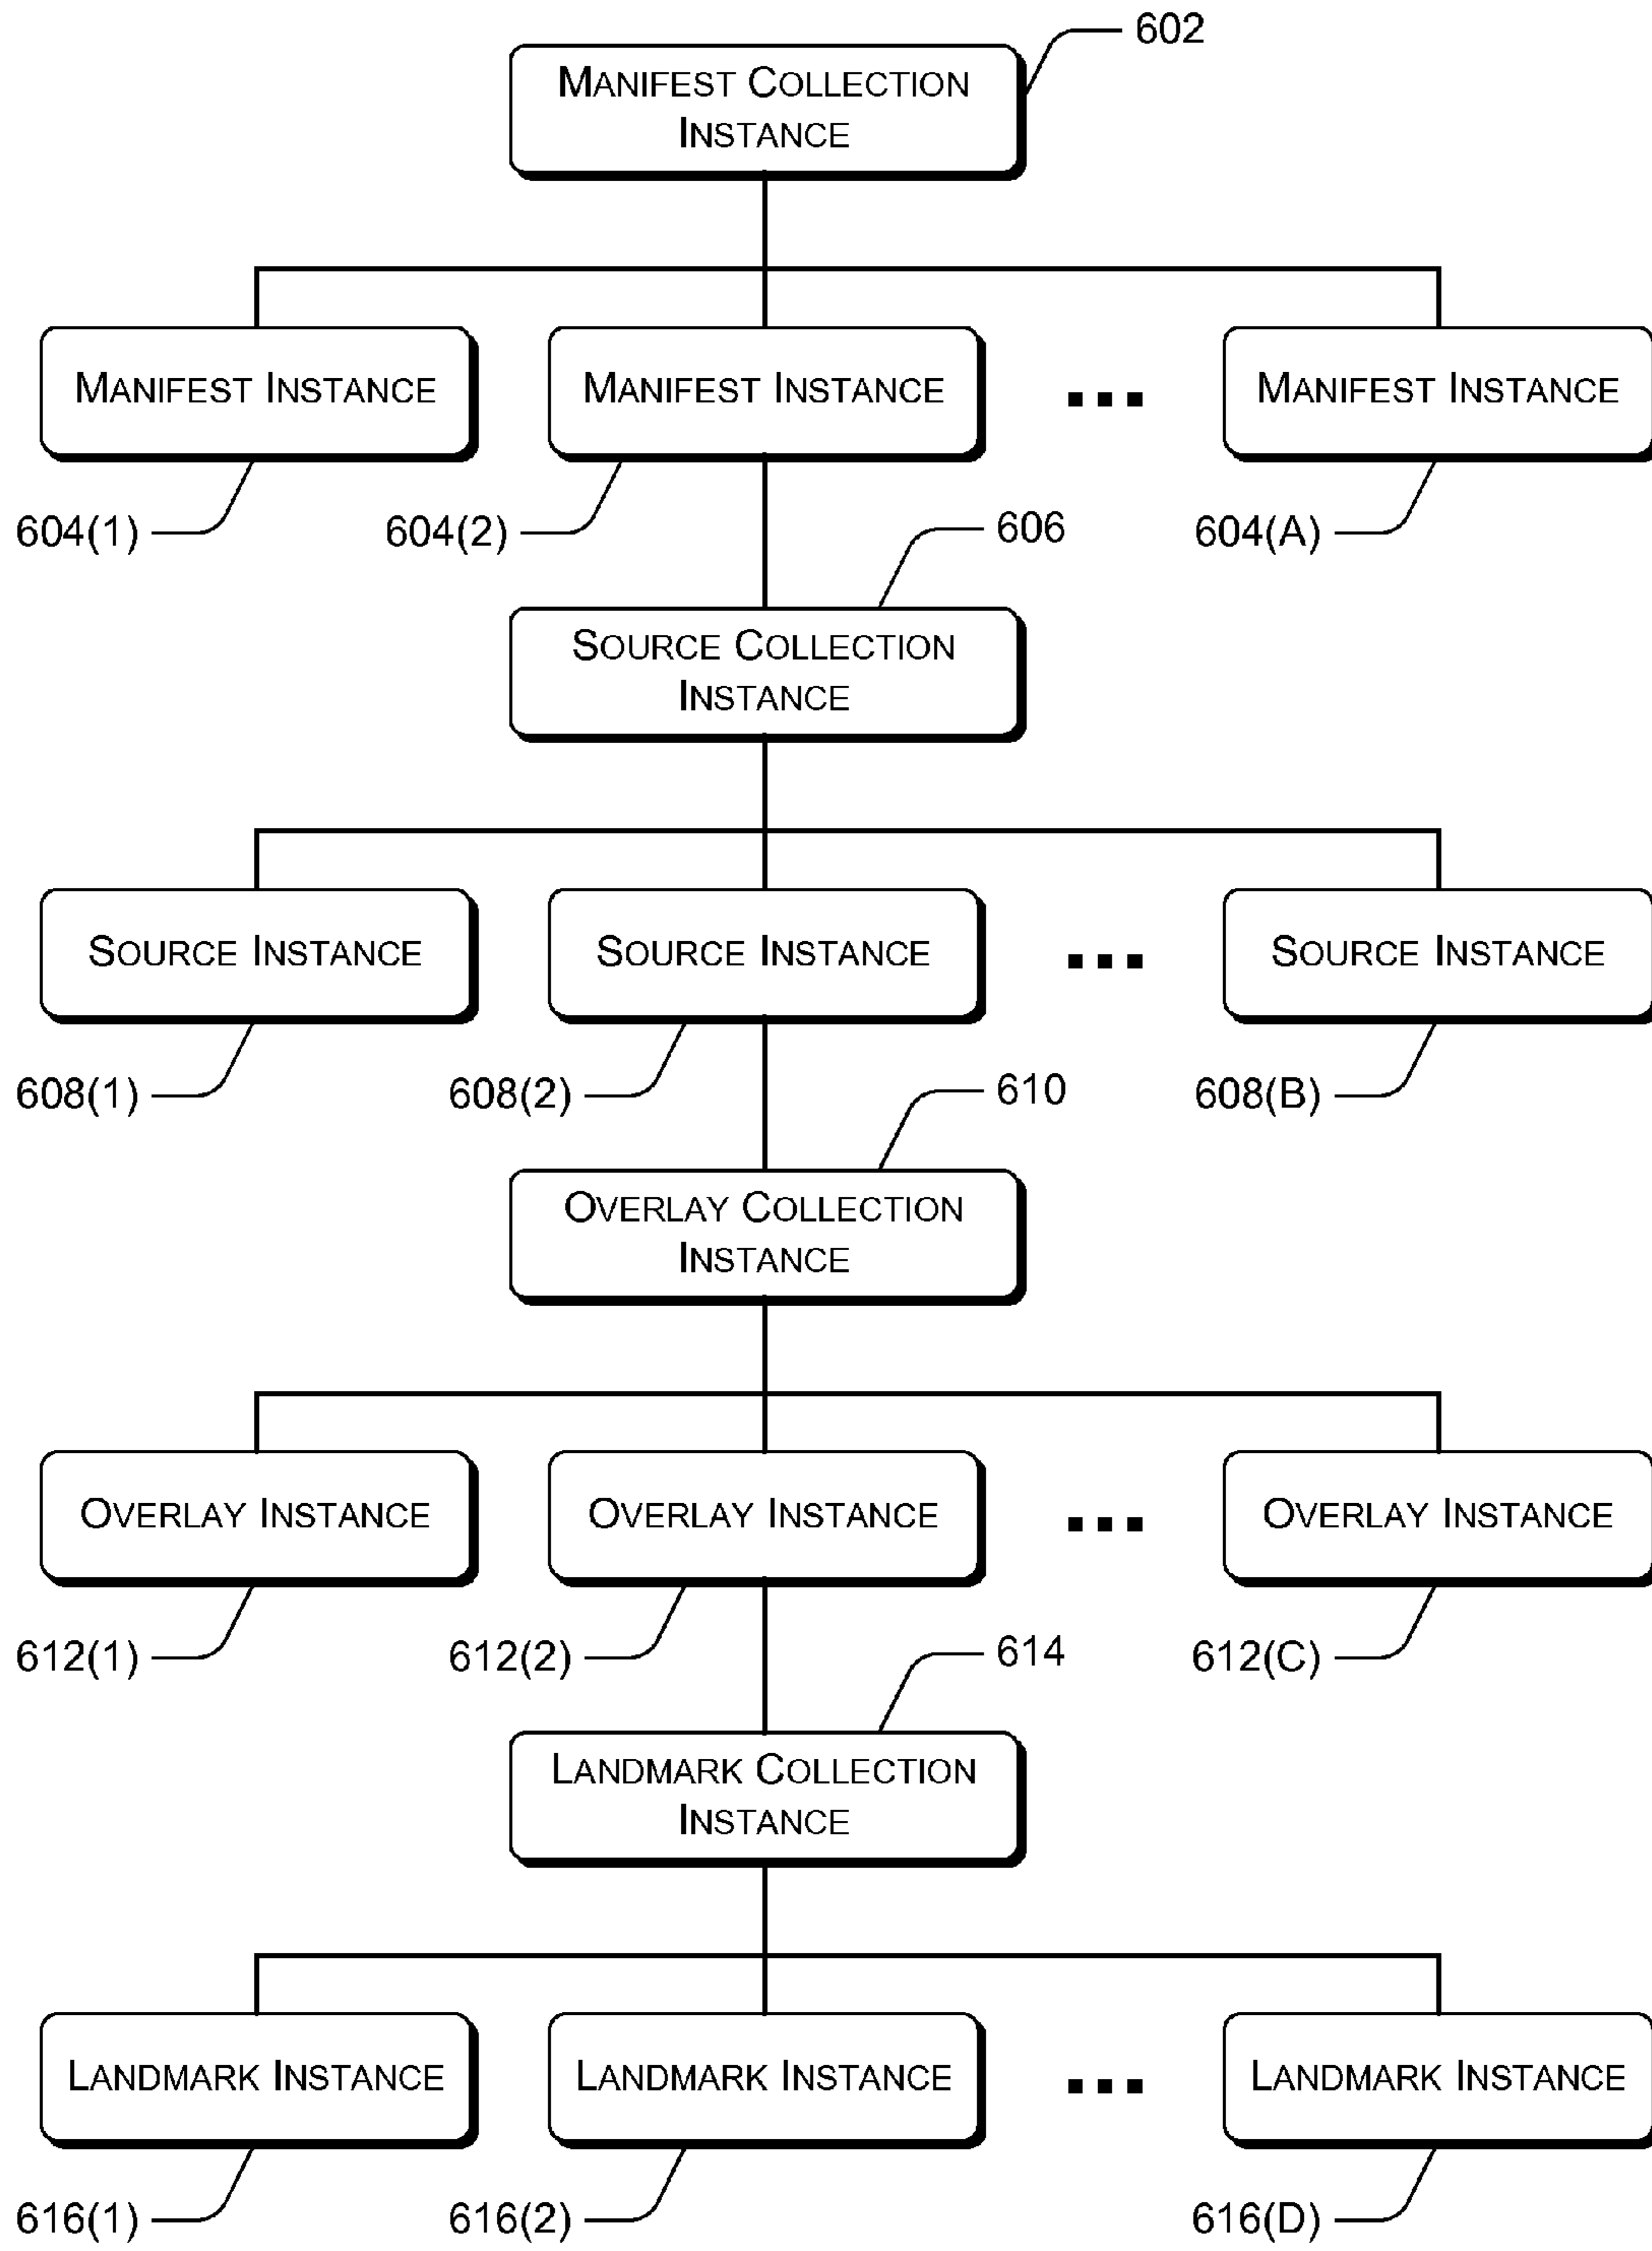 602
MANIFEST COLLECTION
INSTANCE
MANIFEST INSTANCE MANIFEST INSTANCE ... MANIFEST INSTANCE
604(1) 604(2) 606 604(A)
SOURCE COLLECTION
INSTANCE
SOURCE INSTANCE SOURCE INSTANCE ... SOURCE INSTANCE
608(1) 608(2) 610 608(B)
OVERLAY COLLECTION
INSTANCE
OVERLAY INSTANCE OVERLAY INSTANCE ... OVERLAY INSTANCE
612(1) 612(2) 614 612(C)
LANDMARK COLLECTION
INSTANCE
LANDMARK INSTANCE LANDMARK INSTANCE ... LANDMARK INSTANCE
616(1) 616(2) 616(D)